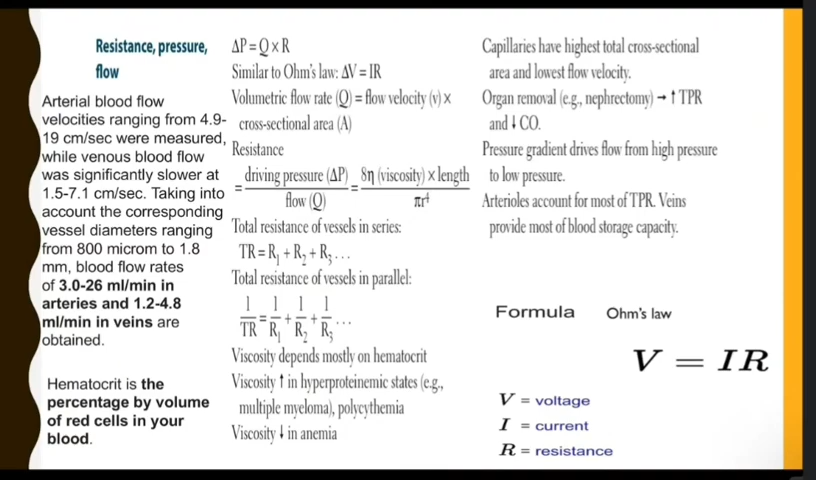 Resistance, pressure,
flow
Arterial blood flow
velocities ranging from 4.9-
19 cm/sec were measured,
while venous blood flow
was significantly slower at
1.5-7.1 cm/sec. Taking into
account the corresponding
vessel diameters ranging
from 800 microm to 1.8
mm, blood flow rates
of 3.0-26 ml/min in
arteries and 1.2-4.8
ml/min in veins are
obtained.
Hematocrit is the
percentage by volume
of red cells in your
blood.
ΔP = Q × R
Similar to Ohm's law: ΔV = IR
Volumetric flow rate (Q) = flow velocity (v) ×
cross-sectional area (A)
Resistance
= driving pressure (ΔP) / flow (Q) = 8η (viscosity) × length / πr⁴
Total resistance of vessels in series:
TR = R₁ + R₂ + R₃ . . .
Total resistance of vessels in parallel:
1/TR = 1/R₁ + 1/R₂ + 1/R₃ . . .
Viscosity depends mostly on hematocrit
Viscosity ↑ in hyperproteinemic states (e.g.,
multiple myeloma), polycythemia
Viscosity ↓ in anemia
Capillaries have highest total cross-sectional
area and lowest flow velocity.
Organ removal (e.g., nephrectomy) → ↑ TPR
and ↓ CO.
Pressure gradient drives flow from high pressure
to low pressure.
Arterioles account for most of TPR. Veins
provide most of blood storage capacity.
Formula Ohm's law
V = IR
V = voltage
I = current
R = resistance